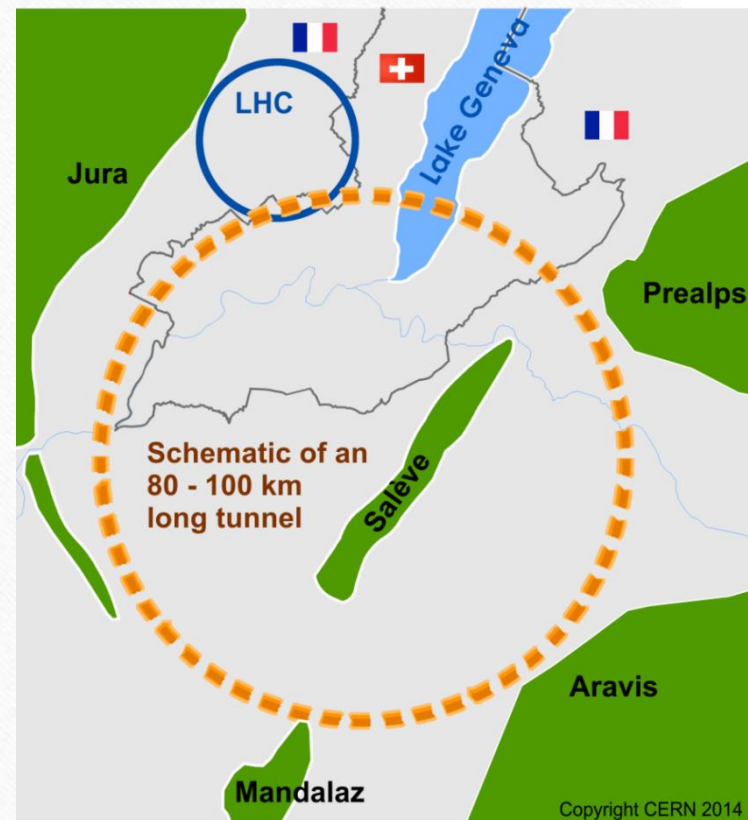 LHC
Lake Geneva
Jura
Prealps
Schematic of an
80 - 100 km
long tunnel
Salève
Aravis
Mandalaz
Copyright CERN 2014